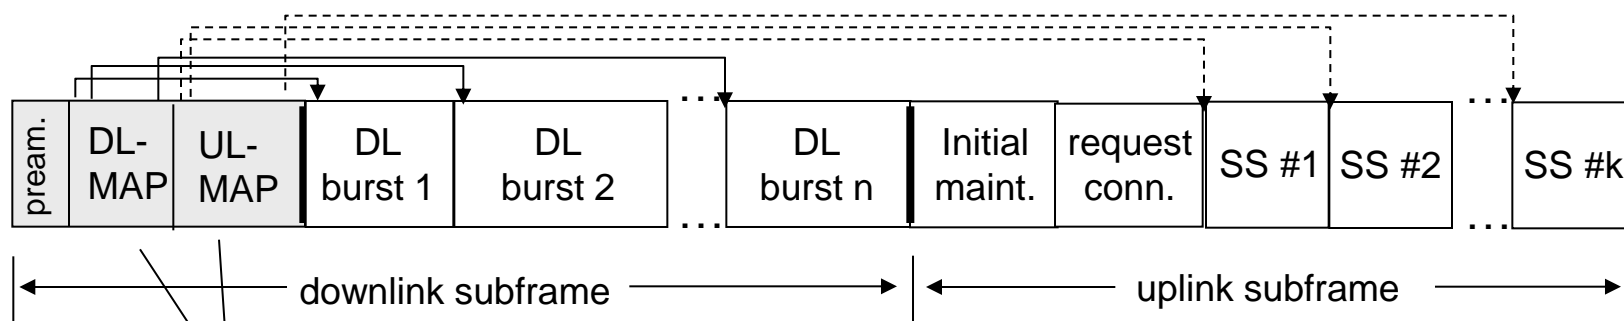 pream.
DL-
MAP
UL-
MAP
DL
burst 1
DL
burst 2
...
...
DL
burst n
Initial
maint.
request
conn.
SS #1
SS #2
...
...
SS #k
downlink subframe
uplink subframe